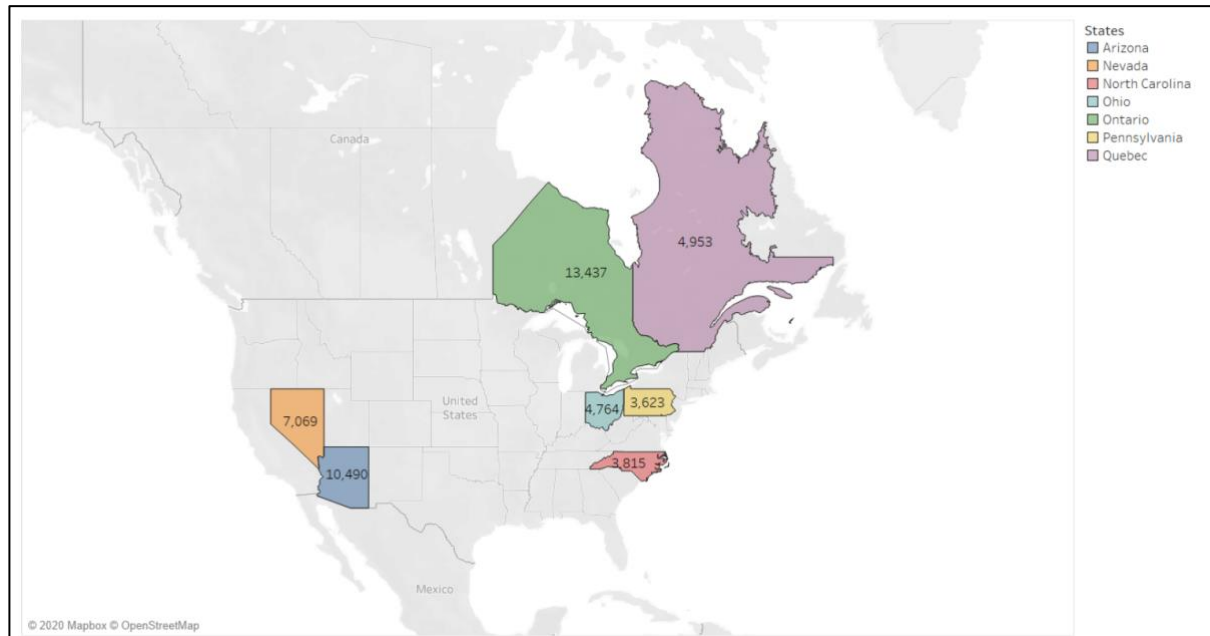 States
Arizona
Nevada
North Carolina
Ohio
Ontario
Pennsylvania
Quebec
Canada
4,953
13,437
United
States
7,069
4,764
3,623
10,490
3,815
Mexico
© 2020 Mapbox © OpenStreetMap